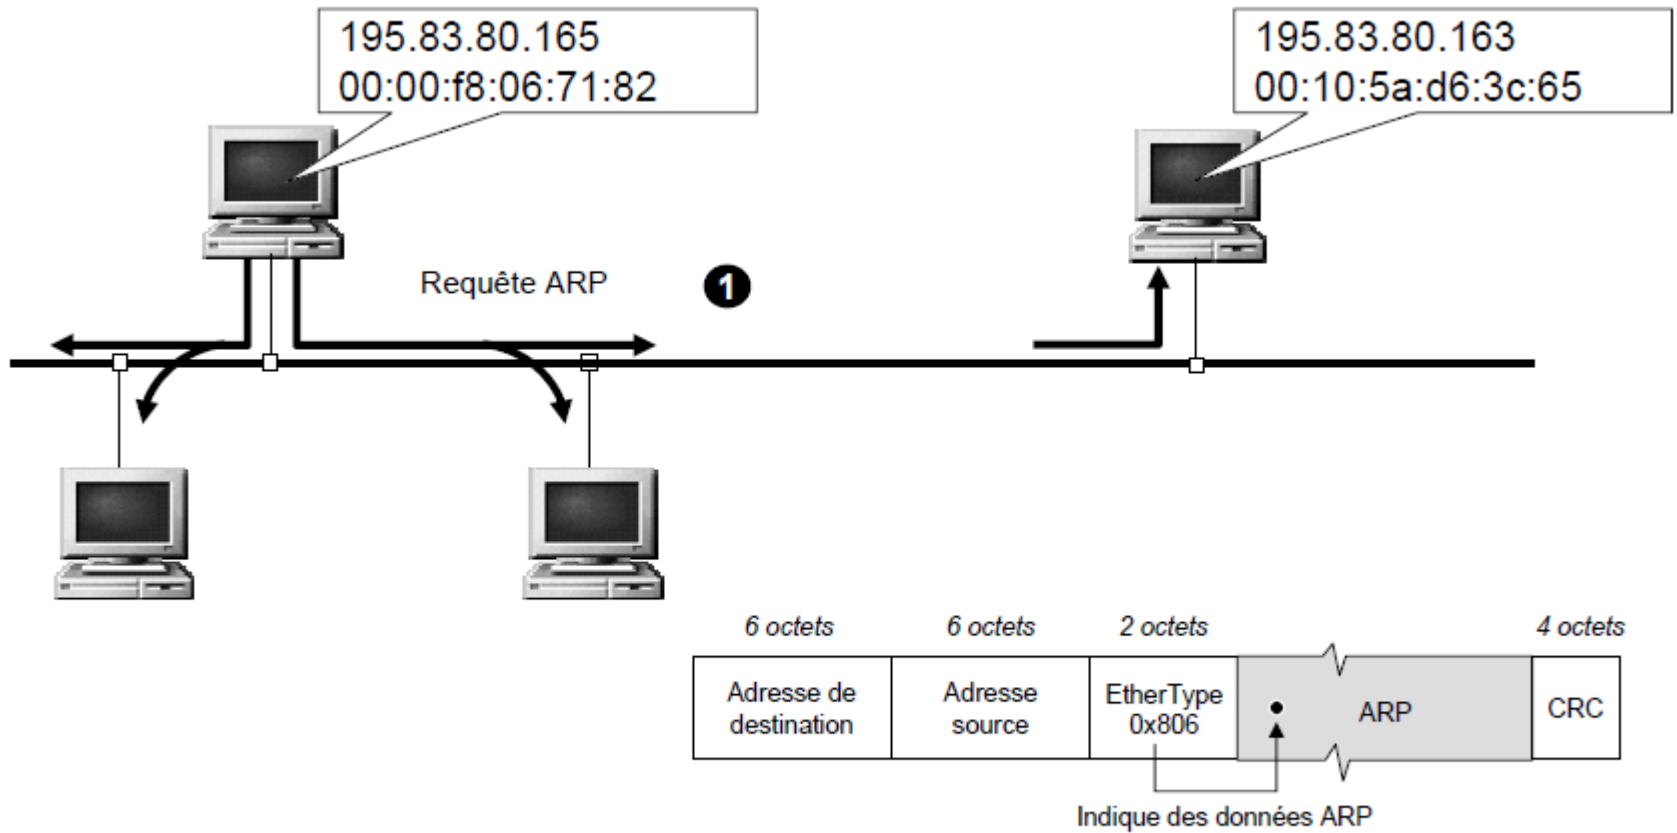 195.83.80.165
00:00:f8:06:71:82
195.83.80.163
00:10:5a:d6:3c:65
Requête ARP
1
6 octets
6 octets
2 octets
4 octets
Adresse de
destination
Adresse
source
EtherType
0x806
ARP
CRC
Indique des données ARP